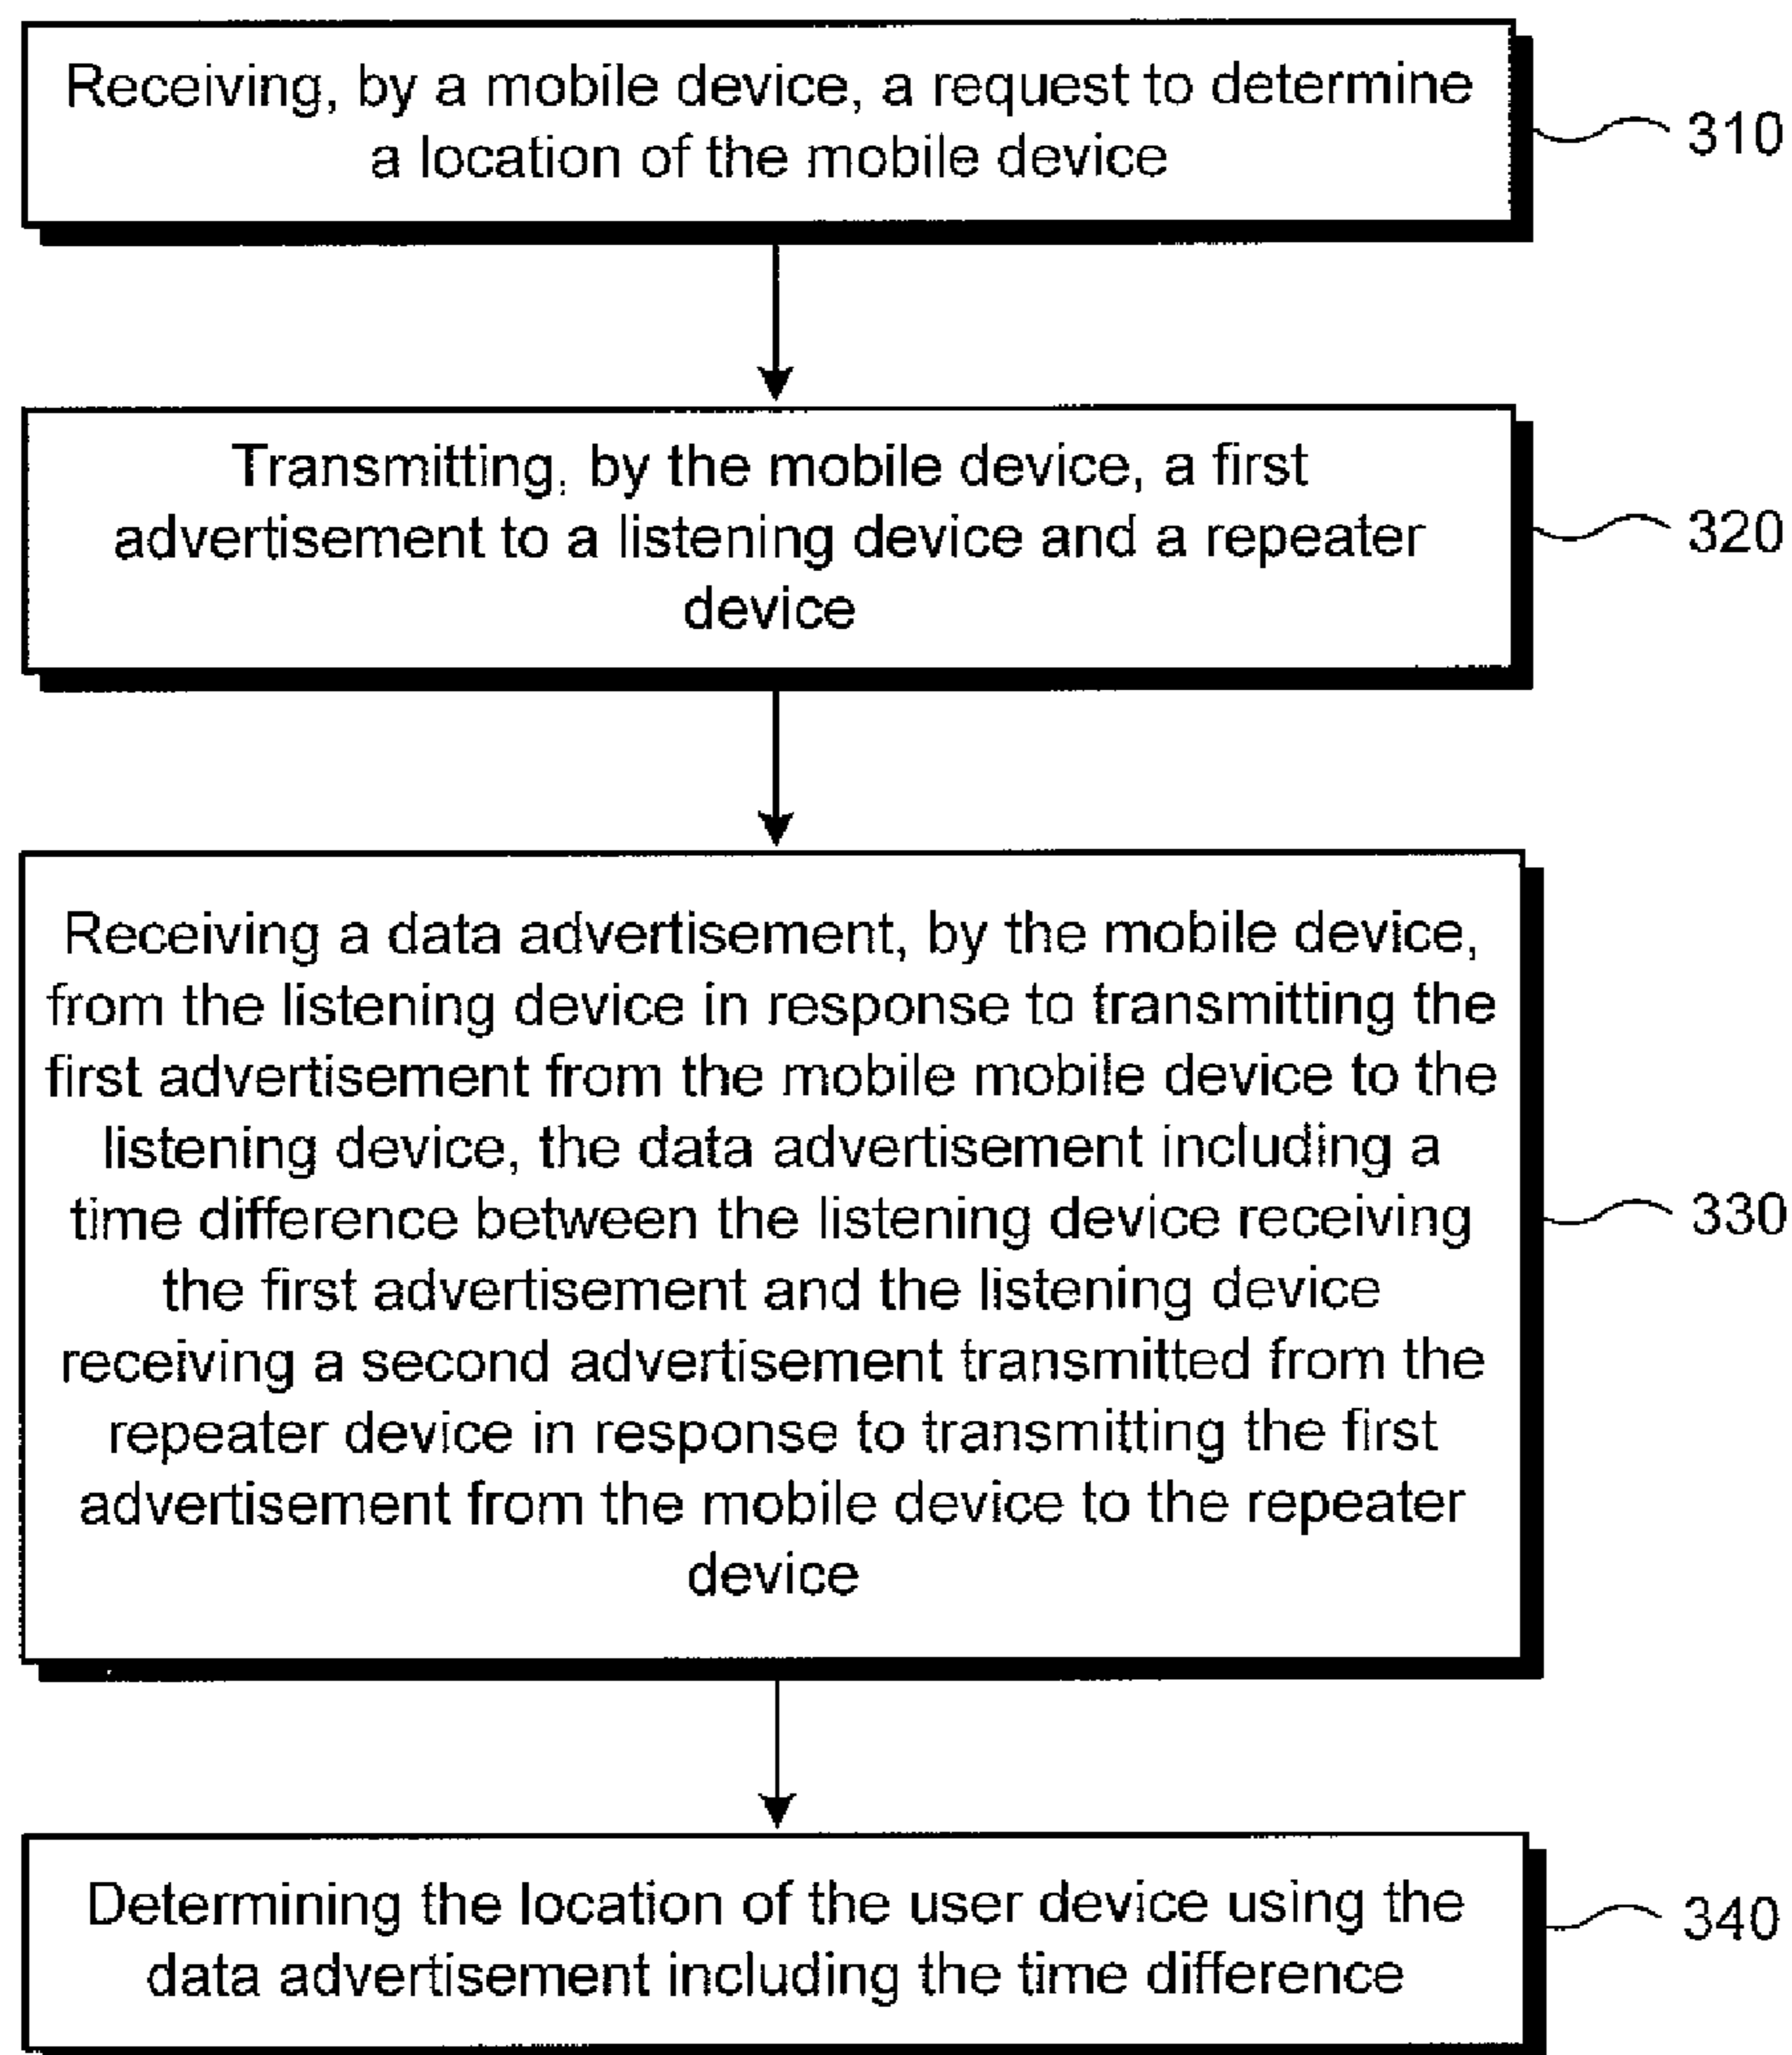 Receiving, by a mobile device, a request to determine
a location of the mobile device
310
Transmitting, by the mobile device, a first
advertisement to a listening device and a repeater
device
320
Receiving a data advertisement, by the mobile device,
from the listening device in response to transmitting the
first advertisement from the mobile mobile device to the
listening device, the data advertisement including a
time difference between the listening device receiving
the first advertisement and the listening device
receiving a second advertisement transmitted from the
repeater device in response to transmitting the first
advertisement from the mobile device to the repeater
device
330
Determining the location of the user device using the
data advertisement including the time difference
340